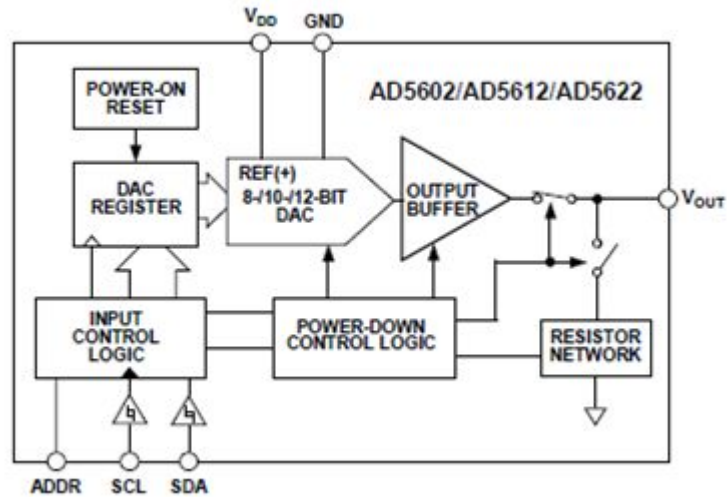 VDD
GND
AD5602/AD5612/AD5622
POWER-ON
RESET
DAC
REGISTER
REF(+)
8-/10-/12-BIT
DAC
OUTPUT
BUFFER
VOUT
INPUT
CONTROL
LOGIC
POWER-DOWN
CONTROL LOGIC
RESISTOR
NETWORK
ADDR
SCL
SDA